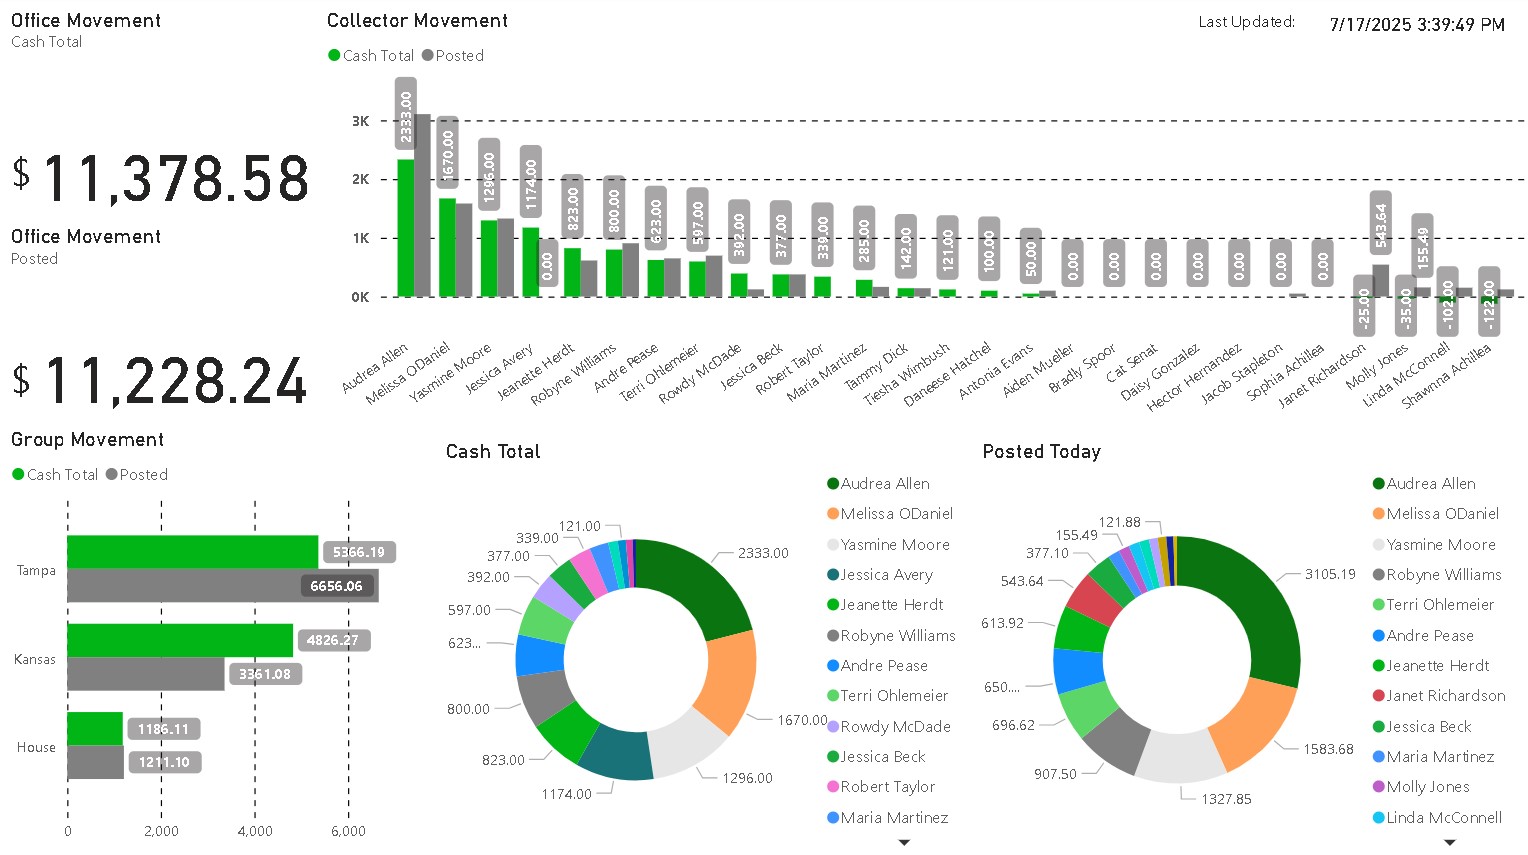 Office Movement
Cash Total
$ 11,378.58
Office Movement
Posted
$ 11,228.24
Collector Movement
Cash Total Posted
Last Updated: 7/17/2025 3:39:49 PM
3K
2K
1K
0K
2333.00
1670.00
1296.00
1174.00
0.00
823.00
800.00
623.00
597.00
392.00
377.00
339.00
285.00
142.00
121.00
100.00
50.00
0.00
0.00
0.00
0.00
0.00
0.00
0.00
-25.00
543.64
-35.00
155.49
-102.00
-122.00
Audrea Allen
Melissa ODaniel
Yasmine Moore
Jessica Avery
Jeanette Herdt
Robyne Williams
Andre Pease
Terri Ohlemeier
Rowdy McDade
Jessica Beck
Robert Taylor
Maria Martinez
Tammy Dick
Tiesha Wimbush
Daneese Hatchel
Antonia Evans
Aiden Mueller
Bradly Spoor
Cat Senat
Daisy Gonzalez
Hector Hernandez
Jacob Stapleton
Sophia Achillea
Janet Richardson
Molly Jones
Linda McConnell
Shawnna Achillea
Group Movement
Cash Total Posted
Tampa
5366.19
6656.06
Kansas
4826.27
3361.08
House
1186.11
1211.10
0 2,000 4,000 6,000
Cash Total
2333.00
1670.00
1296.00
1174.00
823.00
800.00
623...
597.00
392.00
377.00
339.00
121.00
Audrea Allen
Melissa ODaniel
Yasmine Moore
Jessica Avery
Jeanette Herdt
Robyne Williams
Andre Pease
Terri Ohlemeier
Rowdy McDade
Jessica Beck
Robert Taylor
Maria Martinez
Posted Today
3105.19
1583.68
1327.85
907.50
696.62
650....
613.92
543.64
377.10
155.49
121.88
Audrea Allen
Melissa ODaniel
Yasmine Moore
Robyne Williams
Terri Ohlemeier
Andre Pease
Jeanette Herdt
Janet Richardson
Jessica Beck
Maria Martinez
Molly Jones
Linda McConnell